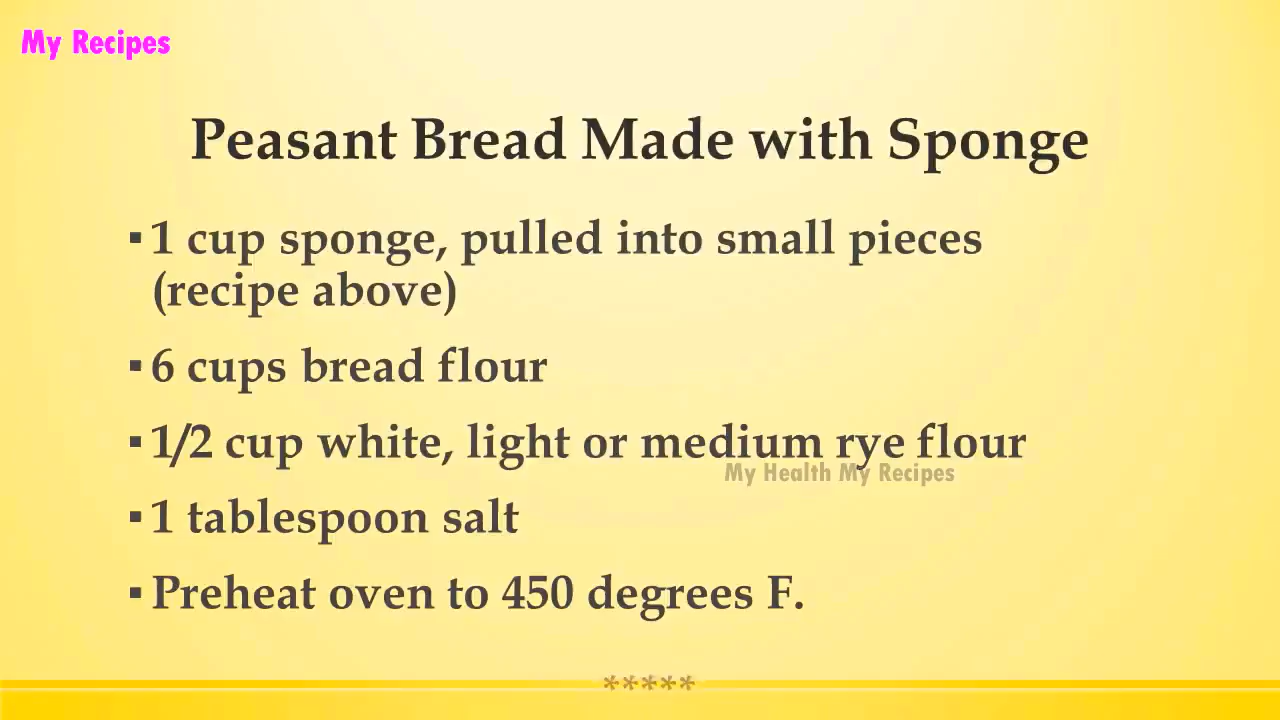 My Recipes
Peasant Bread Made with Sponge
▪ 1 cup sponge, pulled into small pieces
(recipe above)
▪ 6 cups bread flour
▪ 1/2 cup white, light or medium rye flour
My Health My Recipes
▪ 1 tablespoon salt
▪ Preheat oven to 450 degrees F.
*****